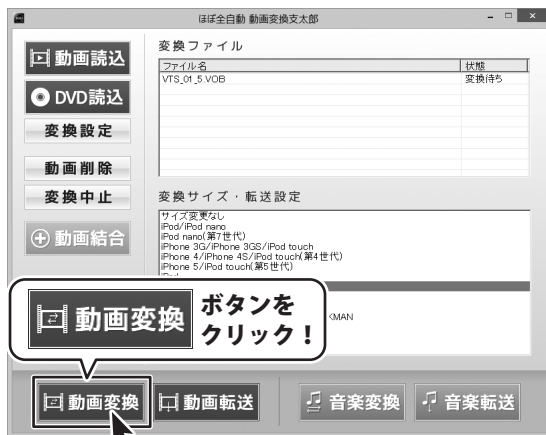 ほぼ全自動 動画変換支太郎
動画読込
DVD読込
変換設定
動画削除
変換中止
動画結合
変換ファイル
ファイル名 状態
VTS_01_5.VOB 変換待ち
変換サイズ・転送設定
サイズ変更なし
iPod/iPod nano
iPod nano(第7世代)
iPhone 3G/iPhone 3GS/iPod touch
iPhone 4/iPhone 4S/iPod touch(第4世代)
iPhone 5/iPod touch(第5世代)
iPad
KMAN
動画変換 ボタンを
クリック！
動画変換
動画転送
音楽変換
音楽転送